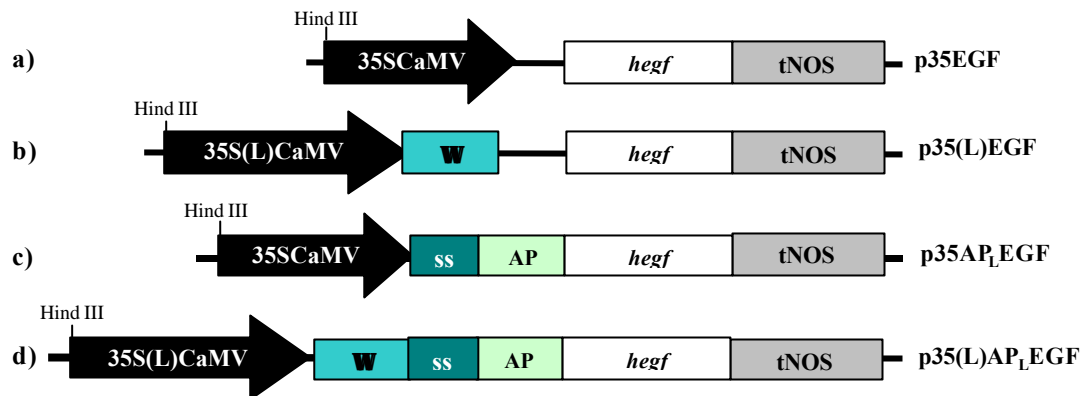 Hind III
a) 35SCaMV hegf tNOS p35EGF
Hind III
b) 35S(L)CaMV W hegf tNOS p35(L)EGF
Hind III
c) 35SCaMV ss AP hegf tNOS p35APLEGF
Hind III
d) 35S(L)CaMV W ss AP hegf tNOS p35(L)APLEGF